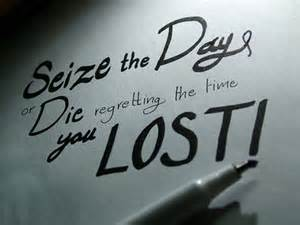 Seize the Day
or Die regretting the time
you LOST!